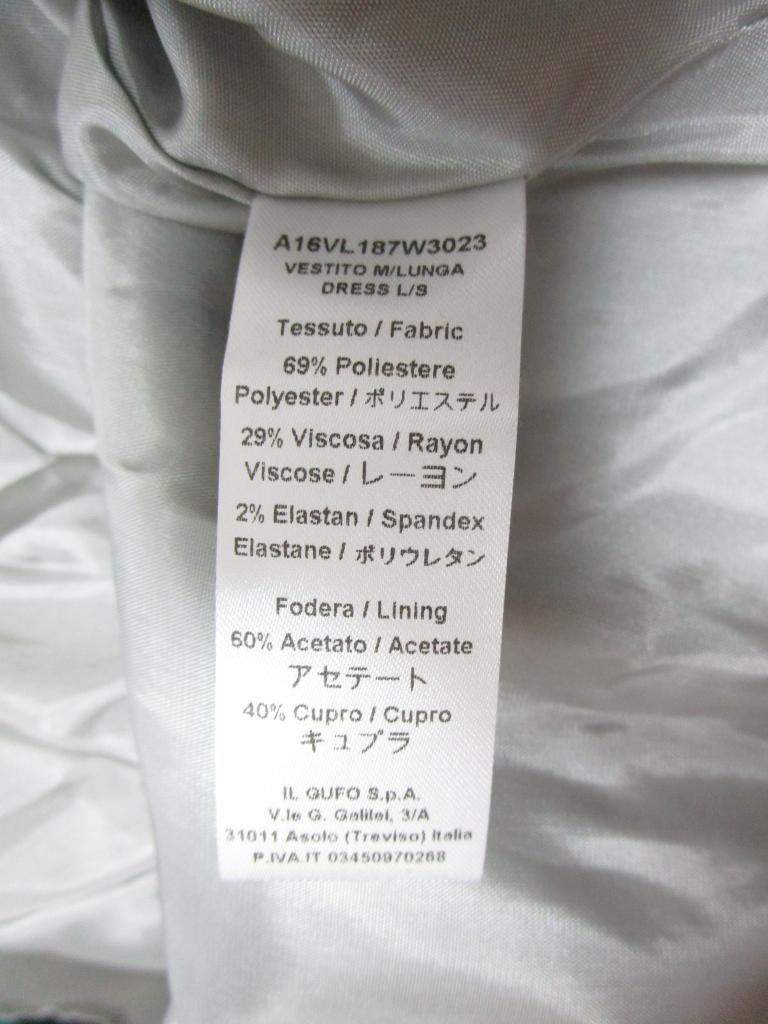 A16VL187W3023
VESTITO M/LUNGA
DRESS L/S
Tessuto / Fabric
69% Poliestere
Polyester / ポリエステル
29% Viscosa / Rayon
Viscose / レーヨン
2% Elastan / Spandex
Elastane / ポリウレタン
Fodera / Lining
60% Acetato / Acetate
アセテート
40% Cupro / Cupro
キュプラ
IL GUFO S.p.A.
V.le G. Galilei, 3/A
31011 Asolo (Treviso) Italia
P.IVA.IT 03450970268